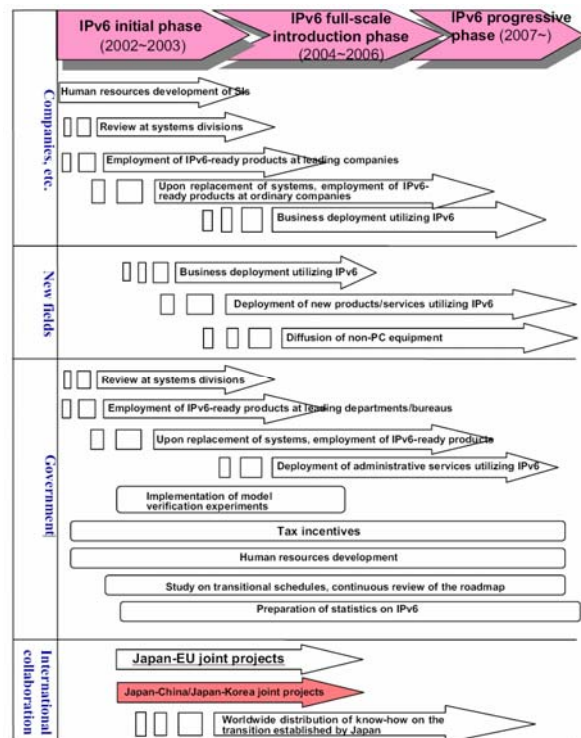 IPv6 initial phase
(2002~2003)
IPv6 full-scale
introduction phase
(2004~2006)
IPv6 progressive
phase (2007~)
Companies, etc.
Human resources development of SIs
Review at systems divisions
Employment of IPv6-ready products at leading companies
Upon replacement of systems, employment of IPv6-
ready products at ordinary companies
Business deployment utilizing IPv6
New fields
Business deployment utilizing IPv6
Deployment of new products/services utilizing IPv6
Diffusion of non-PC equipment
Government
Review at systems divisions
Employment of IPv6-ready products at leading departments/bureaus
Upon replacement of systems, employment of IPv6-ready products
Deployment of administrative services utilizing IPv6
Implementation of model
verification experiments
Tax incentives
Human resources development
Study on transitional schedules, continuous review of the roadmap
Preparation of statistics on IPv6
International
collaboration
Japan-EU joint projects
Japan-China/Japan-Korea joint projects
Worldwide distribution of know-how on the
transition established by Japan